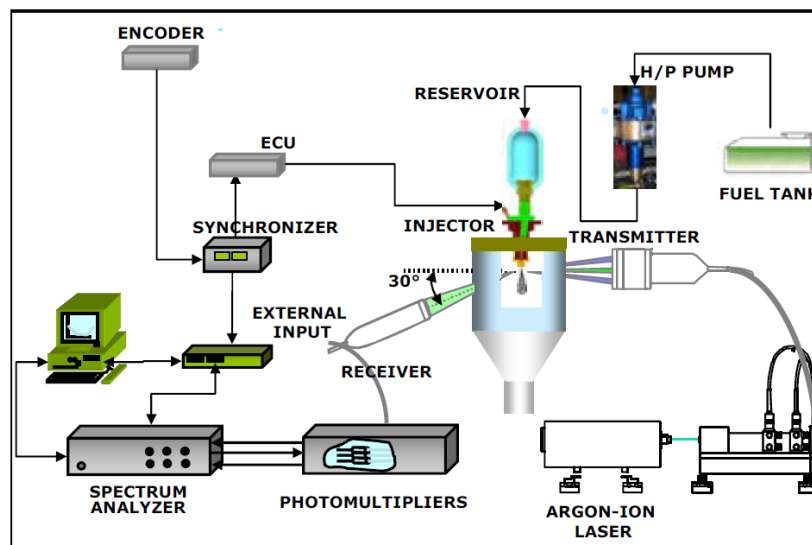 ENCODER
H/P PUMP
RESERVOIR
ECU
FUEL TANK
SYNCHRONIZER
INJECTOR
TRANSMITTER
30°
EXTERNAL
INPUT
RECEIVER
SPECTRUM
ANALYZER
PHOTOMULTIPLIERS
ARGON-ION
LASER